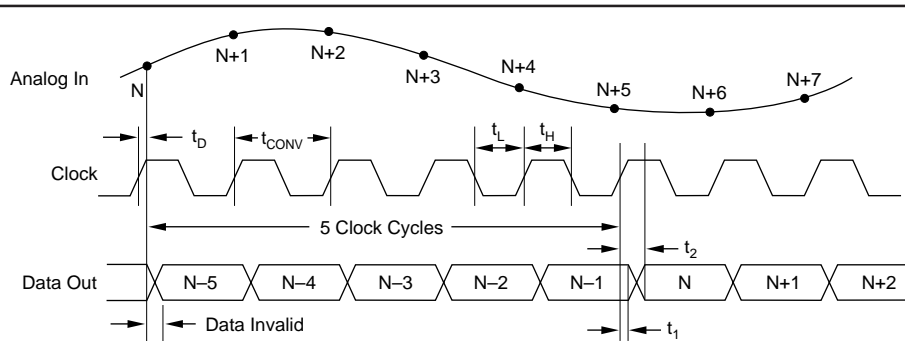 N+1
N+2
N+3
N+4
N+5
N+6
N+7
Analog In
N
t_D
t_CONV
t_L
t_H
Clock
5 Clock Cycles
t_2
Data Out
N–5
N–4
N–3
N–2
N–1
N
N+1
N+2
Data Invalid
t_1